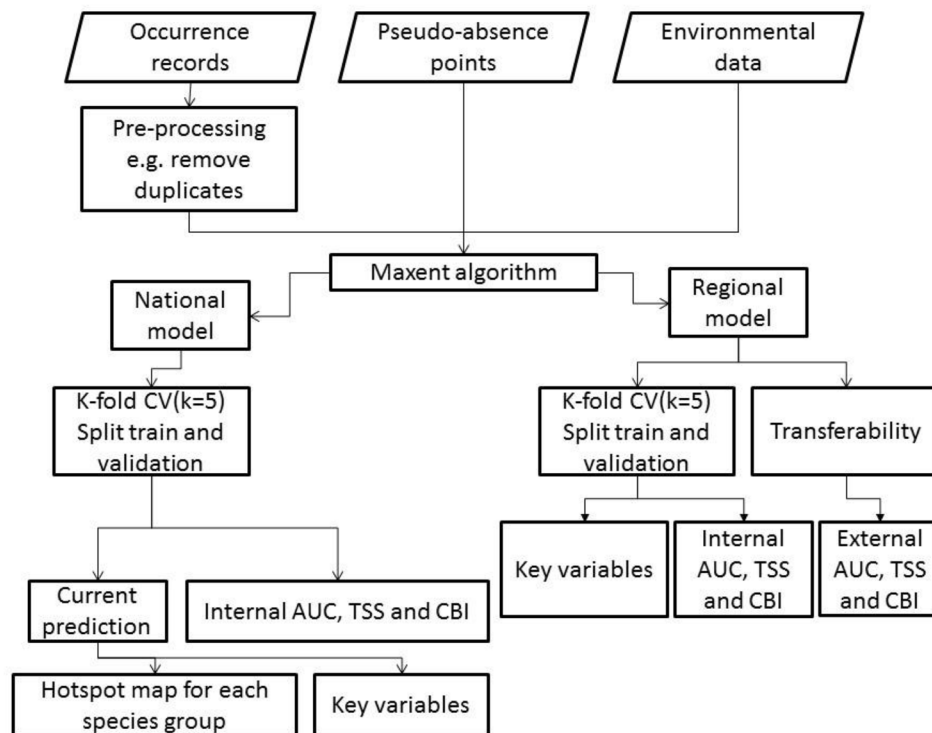 Occurrence
records
Pseudo-absence
points
Environmental
data
Pre-processing
e.g. remove
duplicates
Maxent algorithm
National
model
Regional
model
K-fold CV(k=5)
Split train and
validation
K-fold CV(k=5)
Split train and
validation
Transferability
Key variables
Internal
AUC, TSS
and CBI
External
AUC, TSS
and CBI
Current
prediction
Internal AUC, TSS and CBI
Hotspot map for each
species group
Key variables